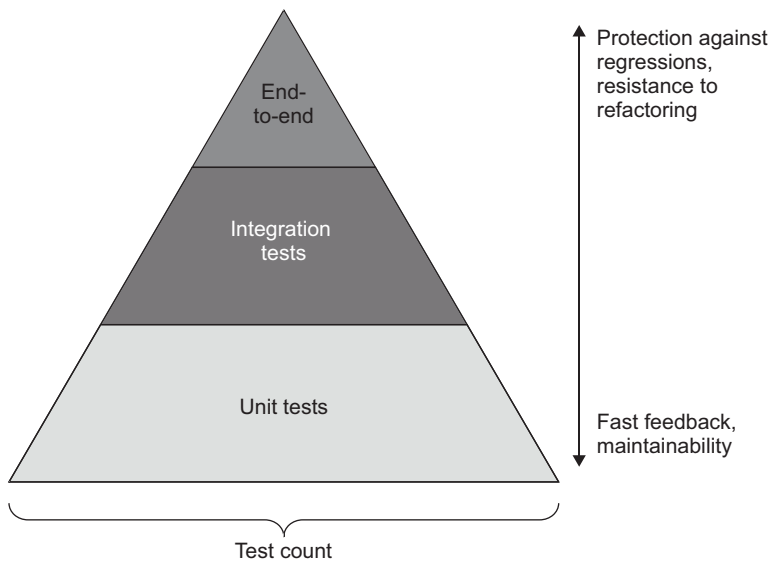 End-
to-end
Integration
tests
Unit tests
Protection against
regressions,
resistance to
refactoring
Fast feedback,
maintainability
Test count